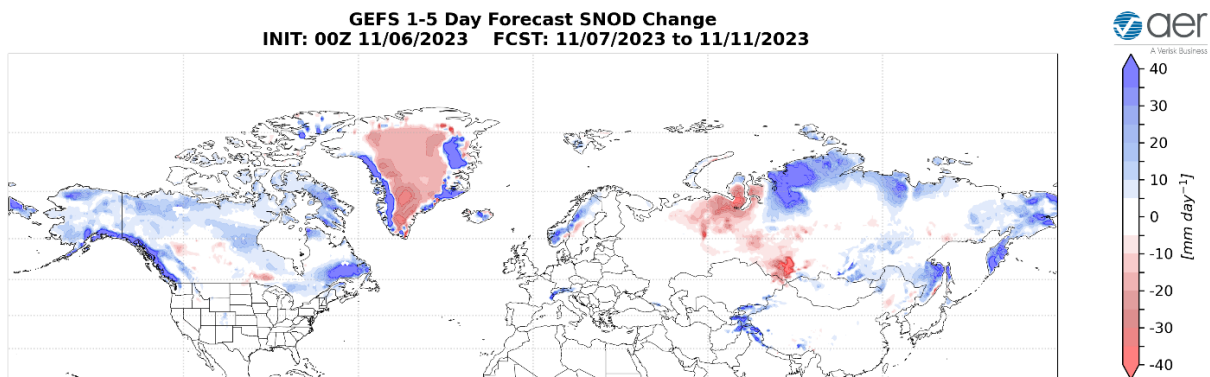 GEFS 1-5 Day Forecast SNOD Change
INIT: 00Z 11/06/2023 FCST: 11/07/2023 to 11/11/2023
aer
A Verisk Business
40
30
20
10
0
-10
-20
-30
-40
[mm day⁻¹]